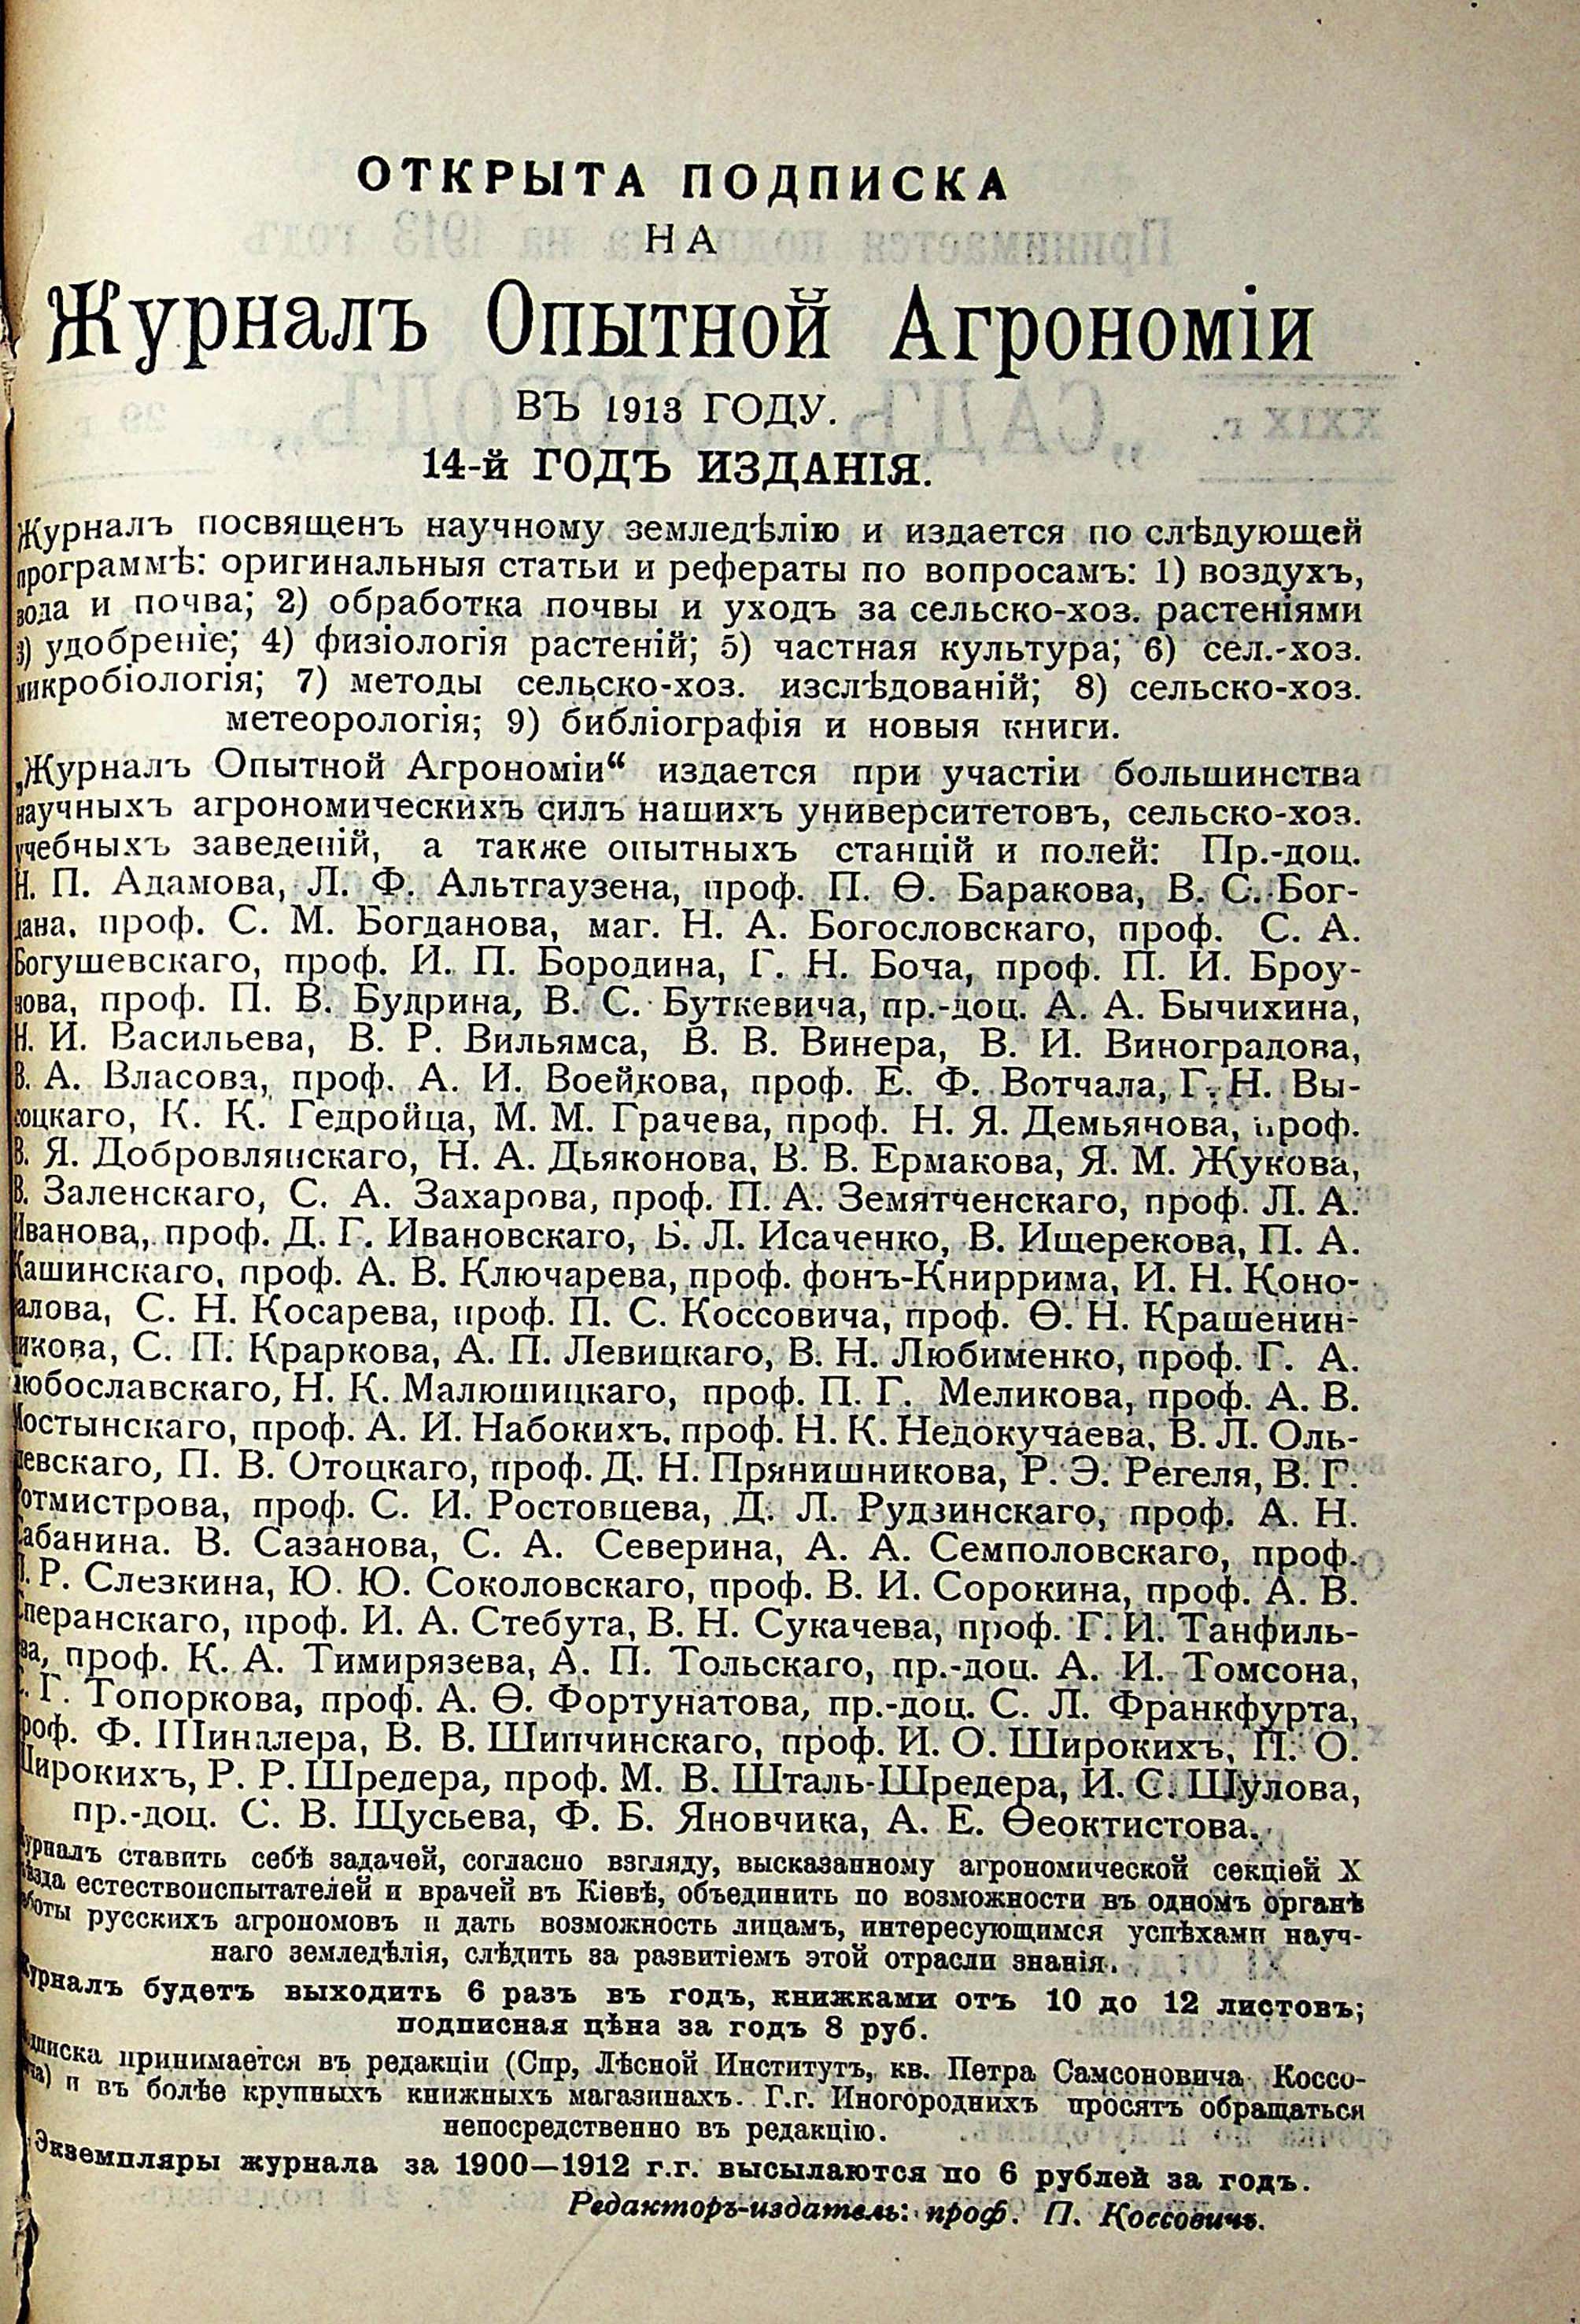 ОТКРЫТА ПОДПИСКА
НА
Журналъ Опытной Агрономіи
ВЪ 1913 ГОДУ.
14-й ГОДЪ ИЗДАНІЯ.
Журналъ посвященъ научному земледѣлію и издается по слѣдующей
программѣ: оригинальныя статьи и рефераты по вопросамъ: 1) воздухъ,
вода и почва; 2) обработка почвы и уходъ за сельско-хоз. растеніями
3) удобреніе; 4) физіологія растеній; 5) частная культура; 6) сел.-хоз.
микробіологія; 7) методы сельско-хоз. изслѣдованій; 8) сельско-хоз.
метеорологія; 9) библіографія и новыя книги.
„Журналъ Опытной Агрономіи“ издается при участіи большинства
научныхъ агрономическихъ силъ нашихъ университетовъ, сельско-хоз.
учебныхъ заведеній, а также опытныхъ станцій и полей: Пр.-доц.
Н. П. Адамова, Л. Ф. Альтгаузена, проф. П. Ѳ. Баракова, В. С. Бог-
дана, проф. С. М. Богданова, маг. Н. А. Богословскаго, проф. С. А.
Богушевскаго, проф. И. П. Бородина, Г. Н. Боча, проф. П. И. Броу-
нова, проф. П. В. Будрина, В. С. Буткевича, пр.-доц. А. А. Бычихина,
Н. И. Васильева, В. Р. Вильямса, В. В. Винера, В. И. Виноградова,
В. А. Власова, проф. А. И. Воейкова, проф. Е. Ф. Вотчала, Г. Н. Вы-
соцкаго, К. К. Гедройца, М. М. Грачева, проф. Н. Я. Демьянова, проф.
В. Я. Добровлянскаго, Н. А. Дьяконова, В. В. Ермакова, Я. М. Жукова,
В. Заленскаго, С. А. Захарова, проф. П. А. Земятченскаго, проф. Л. А.
Иванова, проф. Д. Г. Ивановскаго, Б. Л. Исаченко, В. Ищерекова, П. А.
Кашинскаго, проф. А. В. Ключарева, проф. фонъ-Книррима, И. Н. Коно-
алова, С. Н. Косарева, проф. П. С. Коссовича, проф. Ѳ. Н. Крашенин-
икова, С. П. Краркова, А. П. Левицкаго, В. Н. Любименко, проф. Г. А.
любославскаго, Н. К. Малюшицкаго, проф. П. Г. Меликова, проф. А. В.
Мостынскаго, проф. А. И. Набокихъ, проф. Н. К. Недокучаева, В. Л. Оль-
евскаго, П. В. Отоцкаго, проф. Д. Н. Прянишникова, Р. Э. Регеля, В. Г.
отмистрова, проф. С. И. Ростовцева, Д. Л. Рудзинскаго, проф. А. Н.
абанина. В. Сазанова, С. А. Северина, А. А. Семполовскаго, проф.
Р. Слезкина, Ю. Ю. Соколовскаго, проф. В. И. Сорокина, проф. А. В.
Сперанскаго, проф. И. А. Стебута, В. Н. Сукачева, проф. Г. И. Танфиль-
ва, проф. К. А. Тимирязева, А. П. Тольскаго, пр.-доц. А. И. Томсона,
Г. Топоркова, проф. А. Ѳ. Фортунатова, пр.-доц. С. Л. Франкфурта,
роф. Ф. Шиндлера, В. В. Шипчинскаго, проф. И. О. Широкихъ, П. О.
Широкихъ, Р. Р. Шредера, проф. М. В. Шталь-Шредера, И. С. Шулова,
пр.-доц. С. В. Щусьева, Ф. Б. Яновчика, А. Е. Ѳеоктистова.
урналъ ставитъ себѣ задачей, согласно взгляду, высказанному агрономической секціей X
ѣзда естествоиспытателей и врачей въ Кіевѣ, объединить по возможности въ одномъ органѣ
боты русскихъ агрономовъ и дать возможность лицамъ, интересующимся успѣхами науч-
наго земледѣлія, слѣдить за развитіемъ этой отрасли знанія.
урналъ будетъ выходить 6 разъ въ годъ, книжками отъ 10 до 12 листовъ;
подписная цѣна за годъ 8 руб.
дписка принимается въ редакціи (Спр, Лѣсной Институтъ, кв. Петра Самсоновича Коссо-
ча) и въ болѣе крупныхъ книжныхъ магазинахъ. Г.г. Иногороднихъ просятъ обращаться
непосредственно въ редакцію.
Экземпляры журнала за 1900—1912 г.г. высылаются по 6 рублей за годъ.
Редакторъ-издатель: проф. П. Коссовичъ.